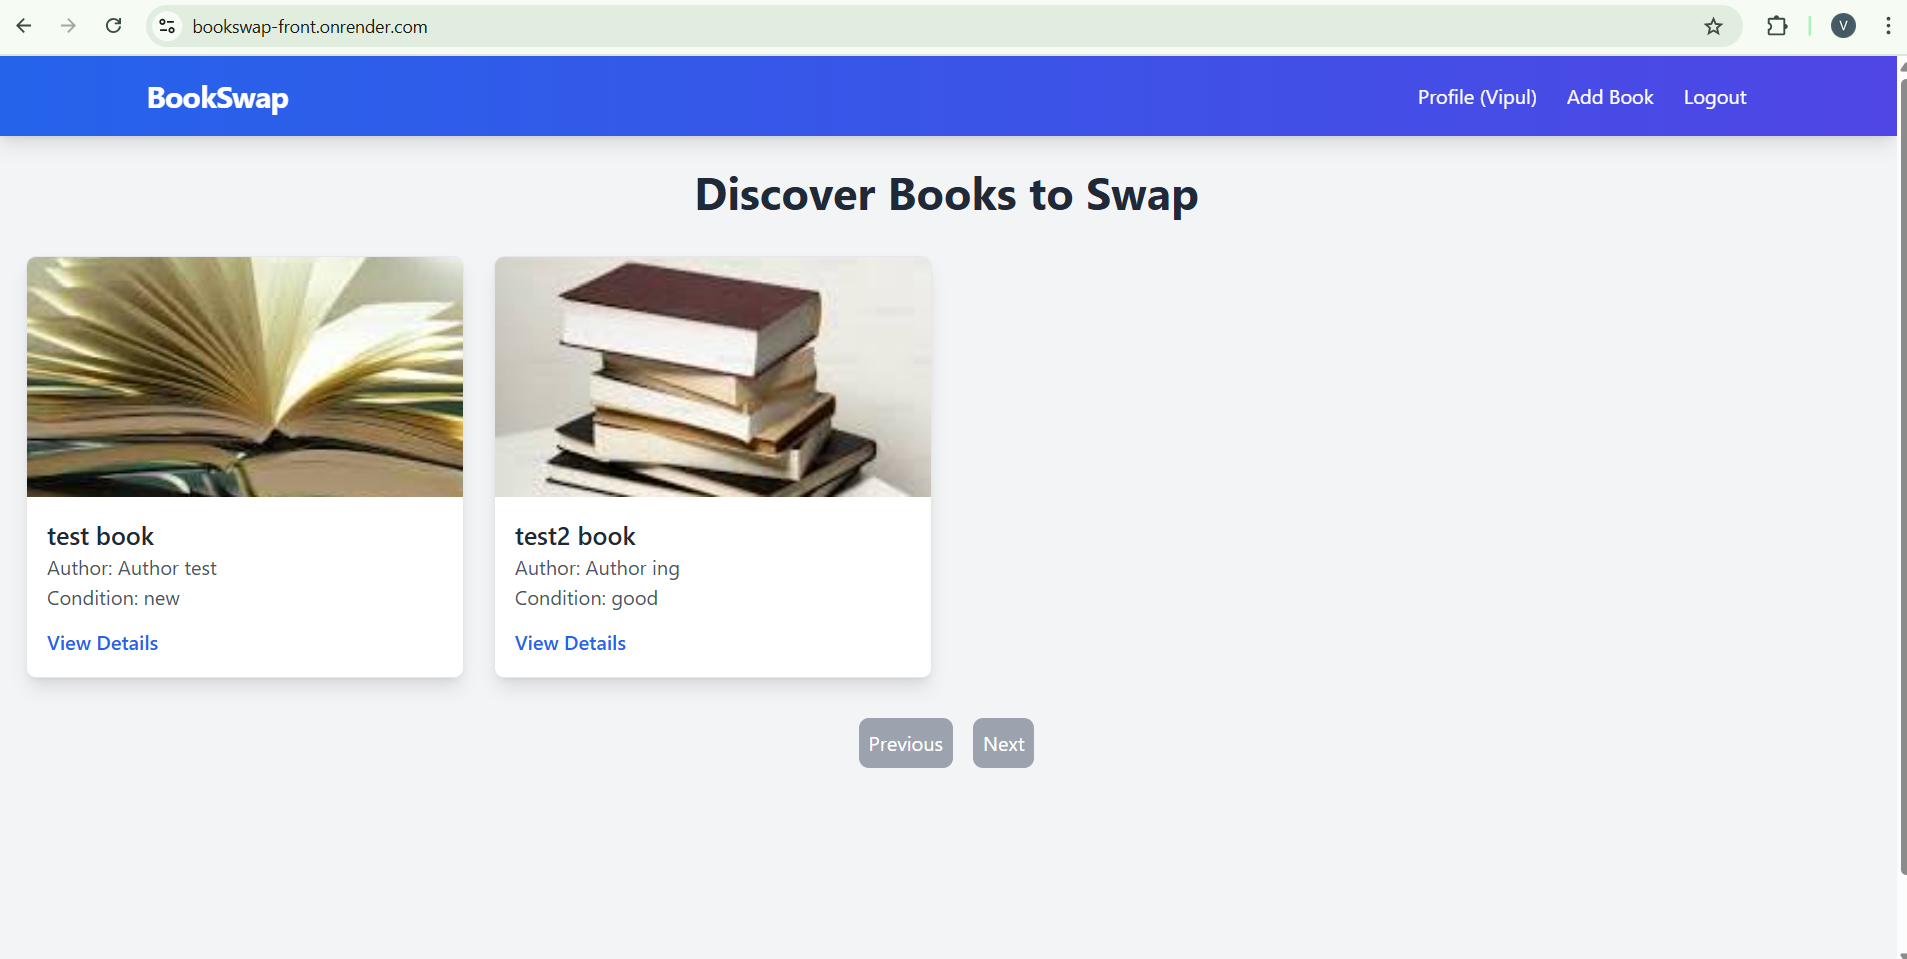 bookswap-front.onrender.com
V
BookSwap
Profile (Vipul) Add Book Logout
Discover Books to Swap
test book
Author: Author test
Condition: new
View Details
test2 book
Author: Author ing
Condition: good
View Details
Previous Next